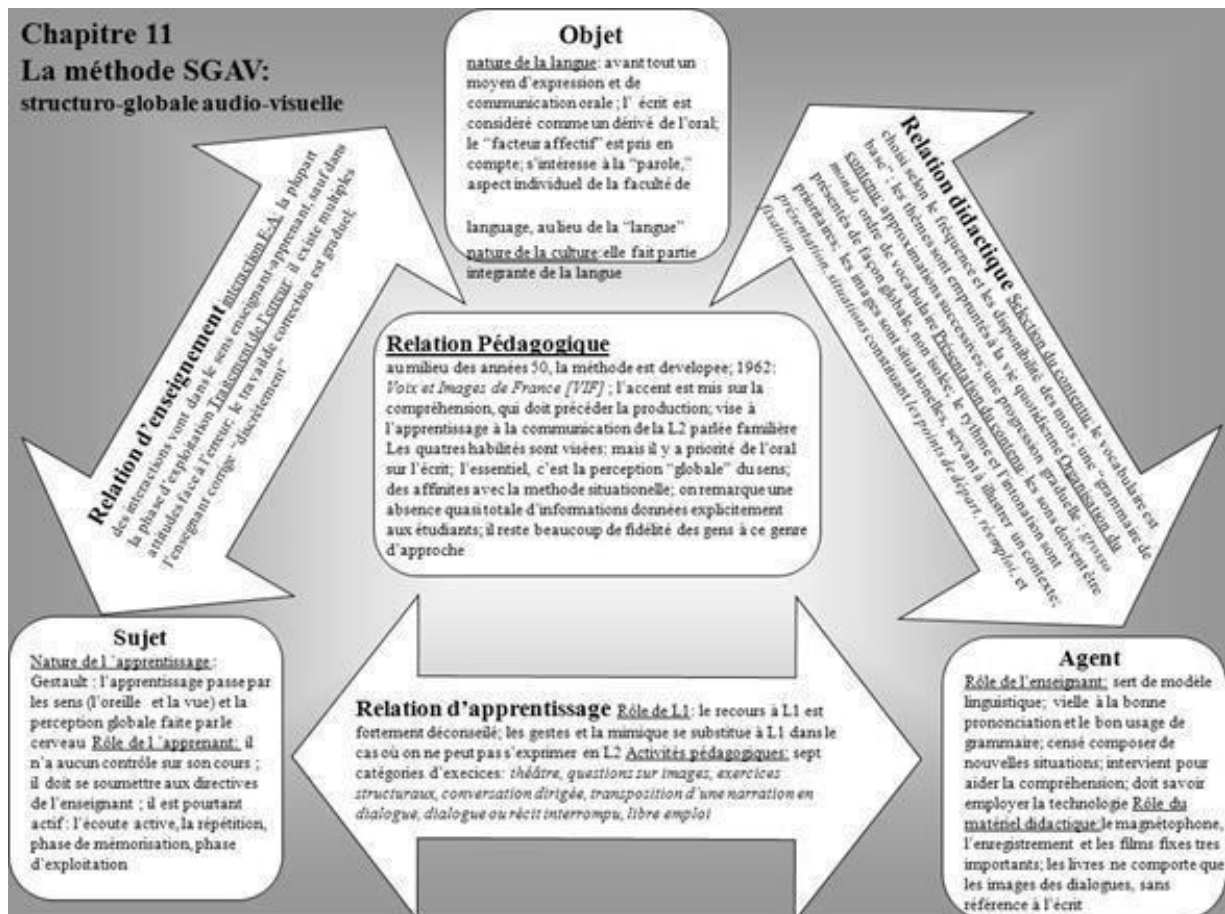 Chapitre 11
La méthode SGAV:
structuro-globale audio-visuelle
Objet
nature de la langue: avant tout un
moyen d'expression et de
communication orale ; l' écrit est
considéré comme un dérivé de l'oral;
le "facteur affectif" est pris en
compte; s'intéresse à la "parole,"
aspect individuel de la faculté de
language, au lieu de la "langue"
nature de la culture: elle fait partie
integrante de la langue
Relation d'enseignement interaction E-A: la plupart
des interactions vont dans le sens enseignant-apprenant, sauf dans
la phase d'exploitation Traitement de l'erreur: il existe multiples
attitudes face à l'erreur; le travail de correction est graduel;
l'enseignant corrige "discrètement"
Relation didactique Sélection du contenu: le vocabulaire est
choisi selon le fréquence et les disponibilité des mots ; une "grammaire de
base" ; les thèmes sont empruntés à la vie quotidienne Organisation du
contenu: approximations successives, une progression graduelle ; grosso
mondo ordre de vocabulaire Présentation du contenu : les sons doivent être
présentés de façon globale, non isolée, le rythme et l'intonation sont
prioritaires, les images sont situationelles, servant à illustrer un contexte;
présentation, situations constituant les points de départ, réemploi, et
fixation
Relation Pédagogique
au milieu des années 50, la méthode est developee; 1962:
Voix et Images de France [VIF] ; l'accent est mis sur la
compréhension, qui doit précéder la production; vise à
l'apprentissage à la communication de la L2 parlée familière
Les quatres habilités sont visées; mais il y a priorité de l'oral
sur l'écrit; l'essentiel, c'est la perception "globale" du sens;
des affinites avec la methode situationelle; on remarque une
absence quasi totale d'informations données explicitement
aux étudiants; il reste beaucoup de fidélité des gens à ce genre
d'approche
Sujet
Nature de l 'apprentissage :
Gestault : l'apprentissage passe par
les sens (l'oreille et la vue) et la
perception globale faite par le
cerveau Rôle de l 'apprenant: il
n'a aucun contrôle sur son cours ;
il doit se soumettre aux directives
de l'enseignant ; il est pourtant
actif : l'écoute active, la répétition,
phase de mémorisation, phase
d'exploitation
Relation d'apprentissage Rôle de L1: le recours à L1 est
fortement déconseilé; les gestes et la mimique se substitue à L1 dans le
cas où on ne peut pas s'exprimer en L2 Activités pédagogiques: sept
catégories d'execices: théâtre, questions sur images, exercices
structuraux, conversation dirigée, transposition d'une narration en
dialogue, dialogue ou récit interrompu, libre emploi
Agent
Rôle de l'enseignant: sert de modèle
linguistique; vielle à la bonne
prononciation et le bon usage de
grammaire; censé composer de
nouvelles situations; intervient pour
aider la compréhension; doit savoir
employer la technologie Rôle du
matériel didactique:le magnétophone,
l'enregistrement et les films fixes tres
importants; les livres ne comporte que
les images des dialogues, sans
référence à l'écrit